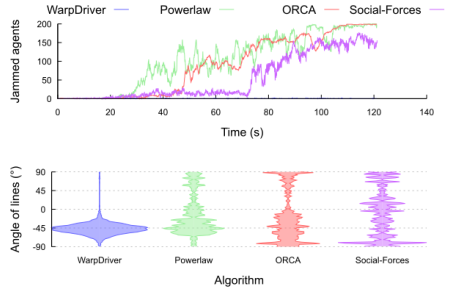 WarpDriver Powerlaw ORCA Social-Forces
Jammed agents
200
150
100
50
0
0 20 40 60 80 100 120 140
Time (s)
Angle of lines (°)
90
45
0
-45
-90
WarpDriver Powerlaw ORCA Social-Forces
Algorithm